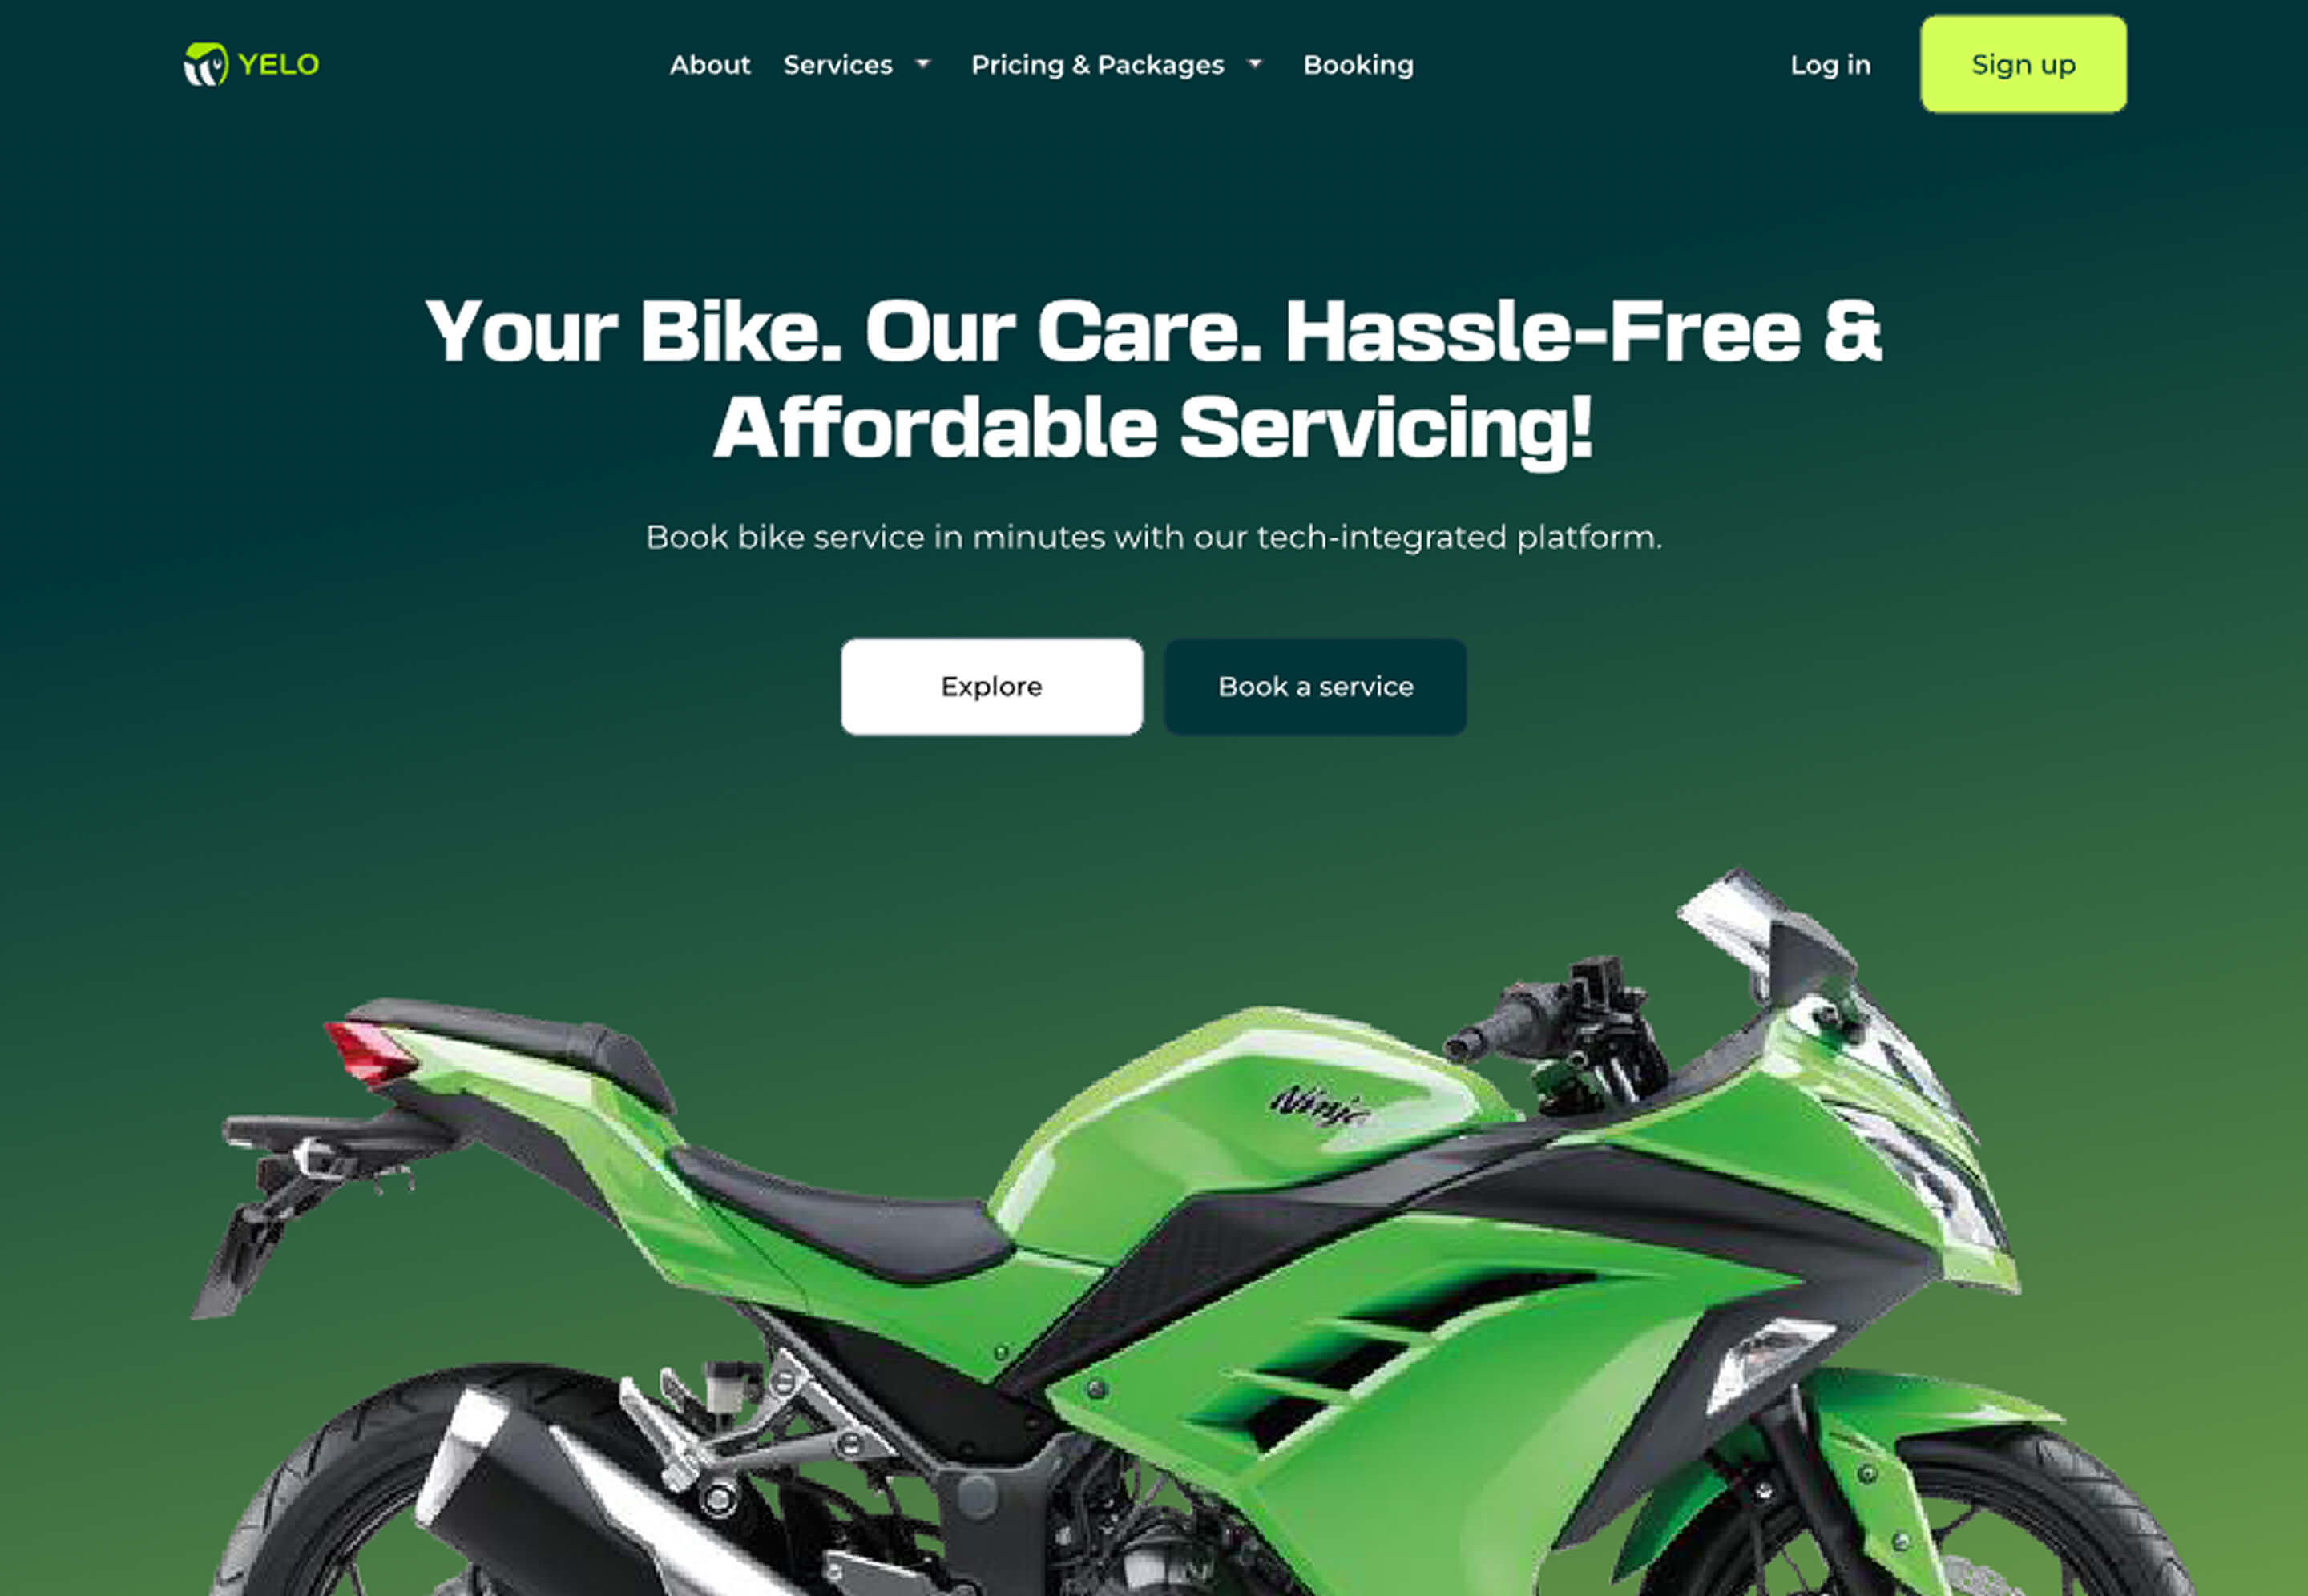 YELO
About Services Pricing & Packages Booking
Log in
Sign up
Your Bike. Our Care. Hassle-Free &
Affordable Servicing!
Book bike service in minutes with our tech-integrated platform.
Explore
Book a service
Ninja